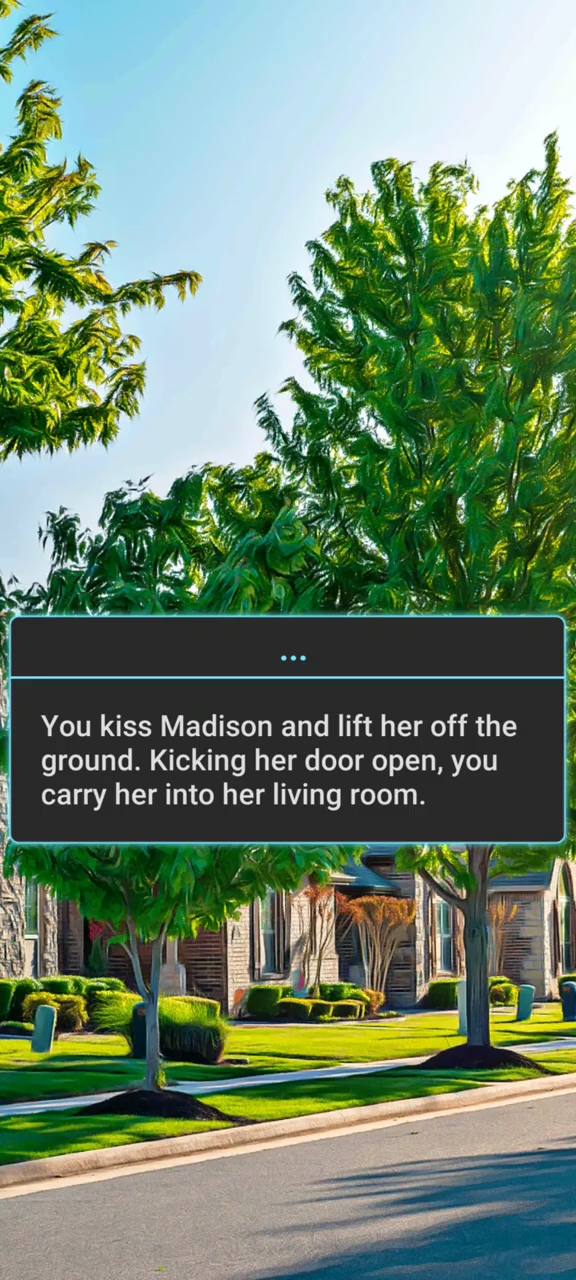 ...
You kiss Madison and lift her off the
ground. Kicking her door open, you
carry her into her living room.